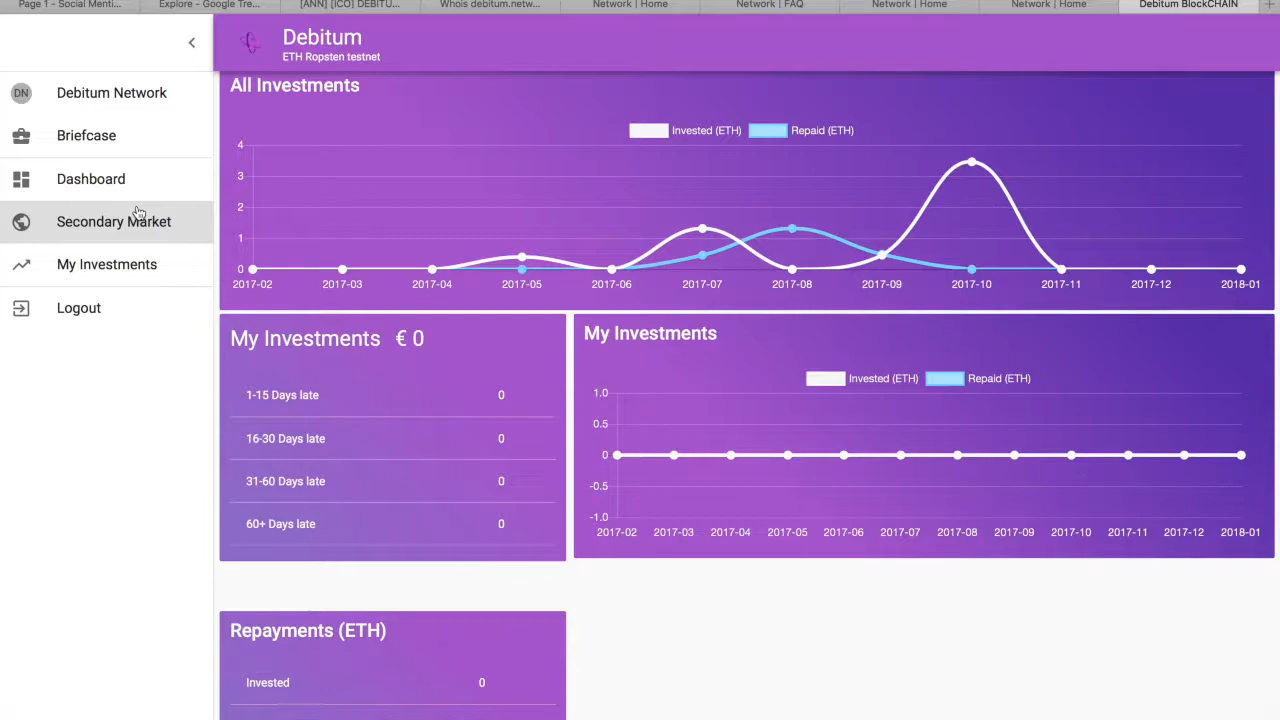 Page 1 - Social Menti...
Explore - Google Tre...
[ANN] [ICO] DEBITU...
Whois debitum.netw...
Network | Home
Network | FAQ
Network | Home
Network | Home
Debitum BlockCHAIN
Debitum
ETH Ropsten testnet
DN Debitum Network
Briefcase
Dashboard
Secondary Market
My Investments
Logout
All Investments
Invested (ETH) Repaid (ETH)
4
3
2
1
0
2017-02 2017-03 2017-04 2017-05 2017-06 2017-07 2017-08 2017-09 2017-10 2017-11 2017-12 2018-01
My Investments € 0
1-15 Days late 0
16-30 Days late 0
31-60 Days late 0
60+ Days late 0
My Investments
Invested (ETH) Repaid (ETH)
1.0
0.5
0
-0.5
-1.0
2017-02 2017-03 2017-04 2017-05 2017-06 2017-07 2017-08 2017-09 2017-10 2017-11 2017-12 2018-01
Repayments (ETH)
Invested 0